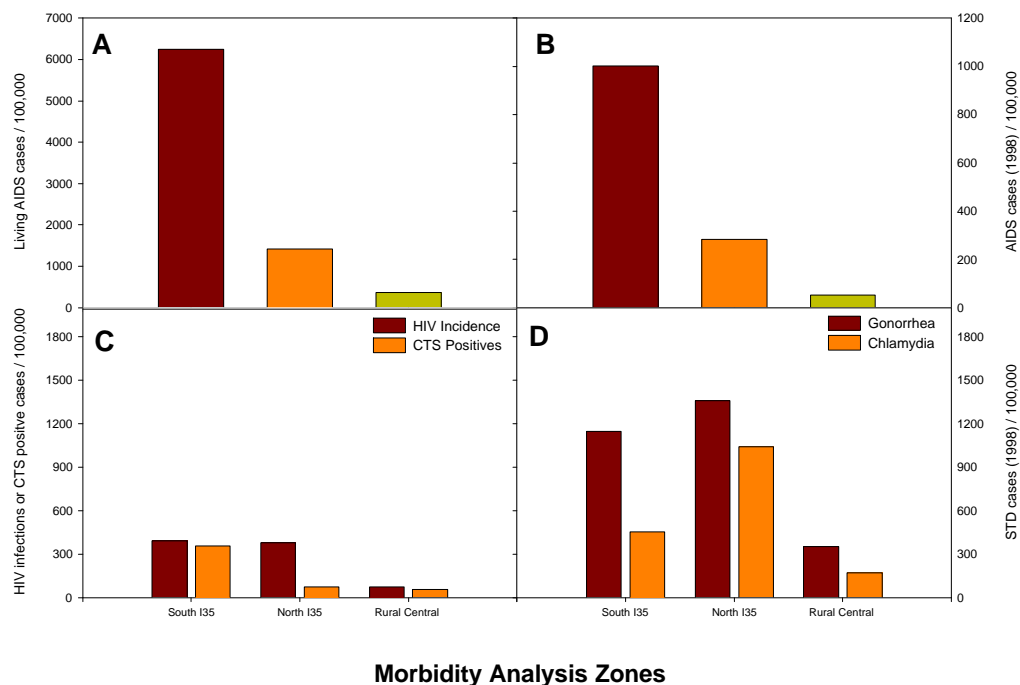 A
Living AIDS cases / 100,000
7000
6000
5000
4000
3000
2000
1000
0
B
AIDS cases (1998) / 100,000
1200
1000
800
600
400
200
0
C
HIV infections or CTS positve cases / 100,000
1800
1500
1200
900
600
300
0
HIV Incidence
CTS Positives
South I35
North I35
Rural Central
D
Gonorrhea
Chlamydia
STD cases (1998) / 100,000
1800
1500
1200
900
600
300
0
South I35
North I35
Rural Central
Morbidity Analysis Zones